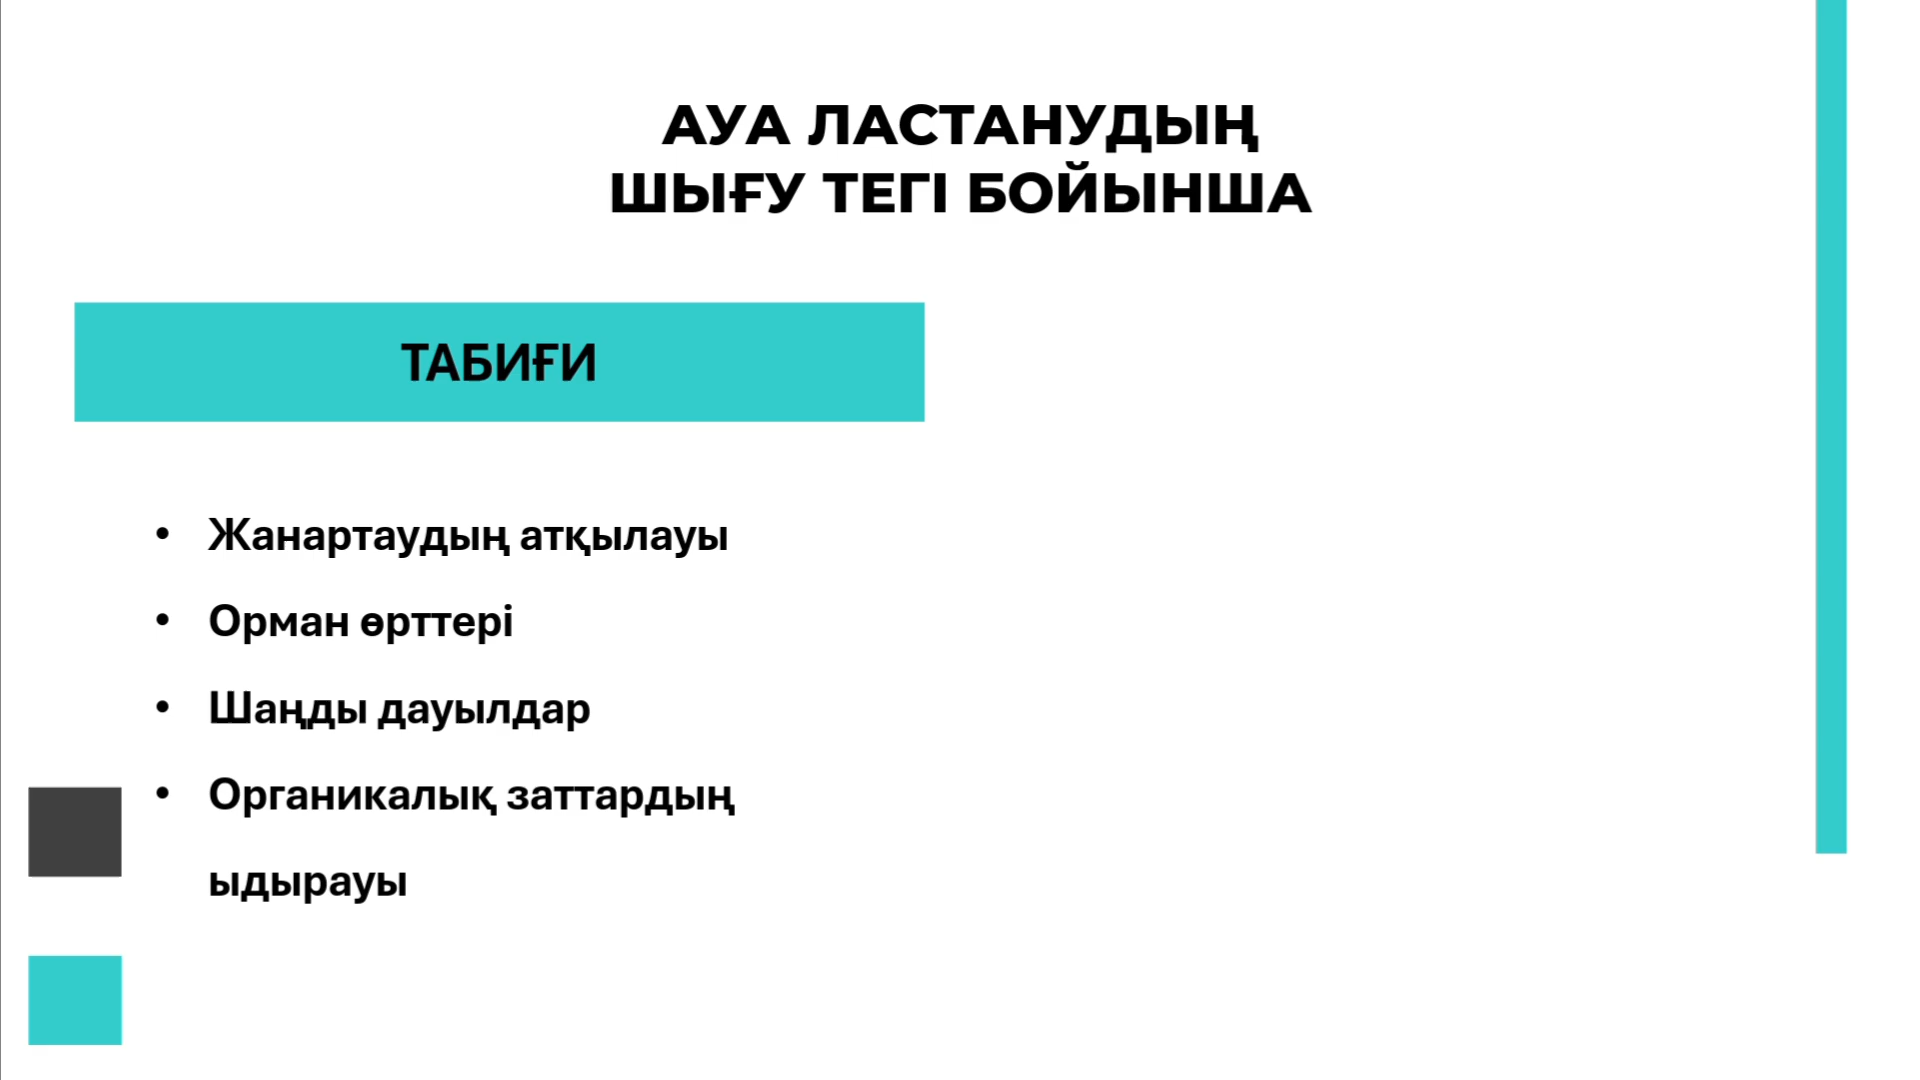 АУА ЛАСТАНУДЫҢ
ШЫҒУ ТЕГІ БОЙЫНША
ТАБИҒИ
• Жанартаудың атқылауы
• Орман өрттері
• Шаңды дауылдар
• Органикалық заттардың
ыдырауы